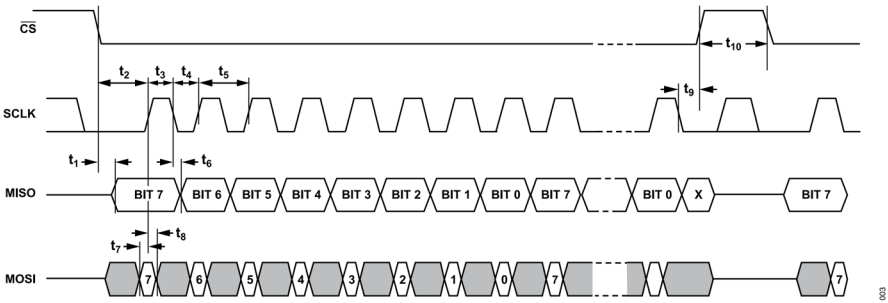 CS
t10
t2 t3 t4 t5
t9
SCLK
t1
t6
MISO BIT 7 BIT 6 BIT 5 BIT 4 BIT 3 BIT 2 BIT 1 BIT 0 BIT 7 BIT 0 X BIT 7
t8
t7
MOSI 7 6 5 4 3 2 1 0 7 7
003